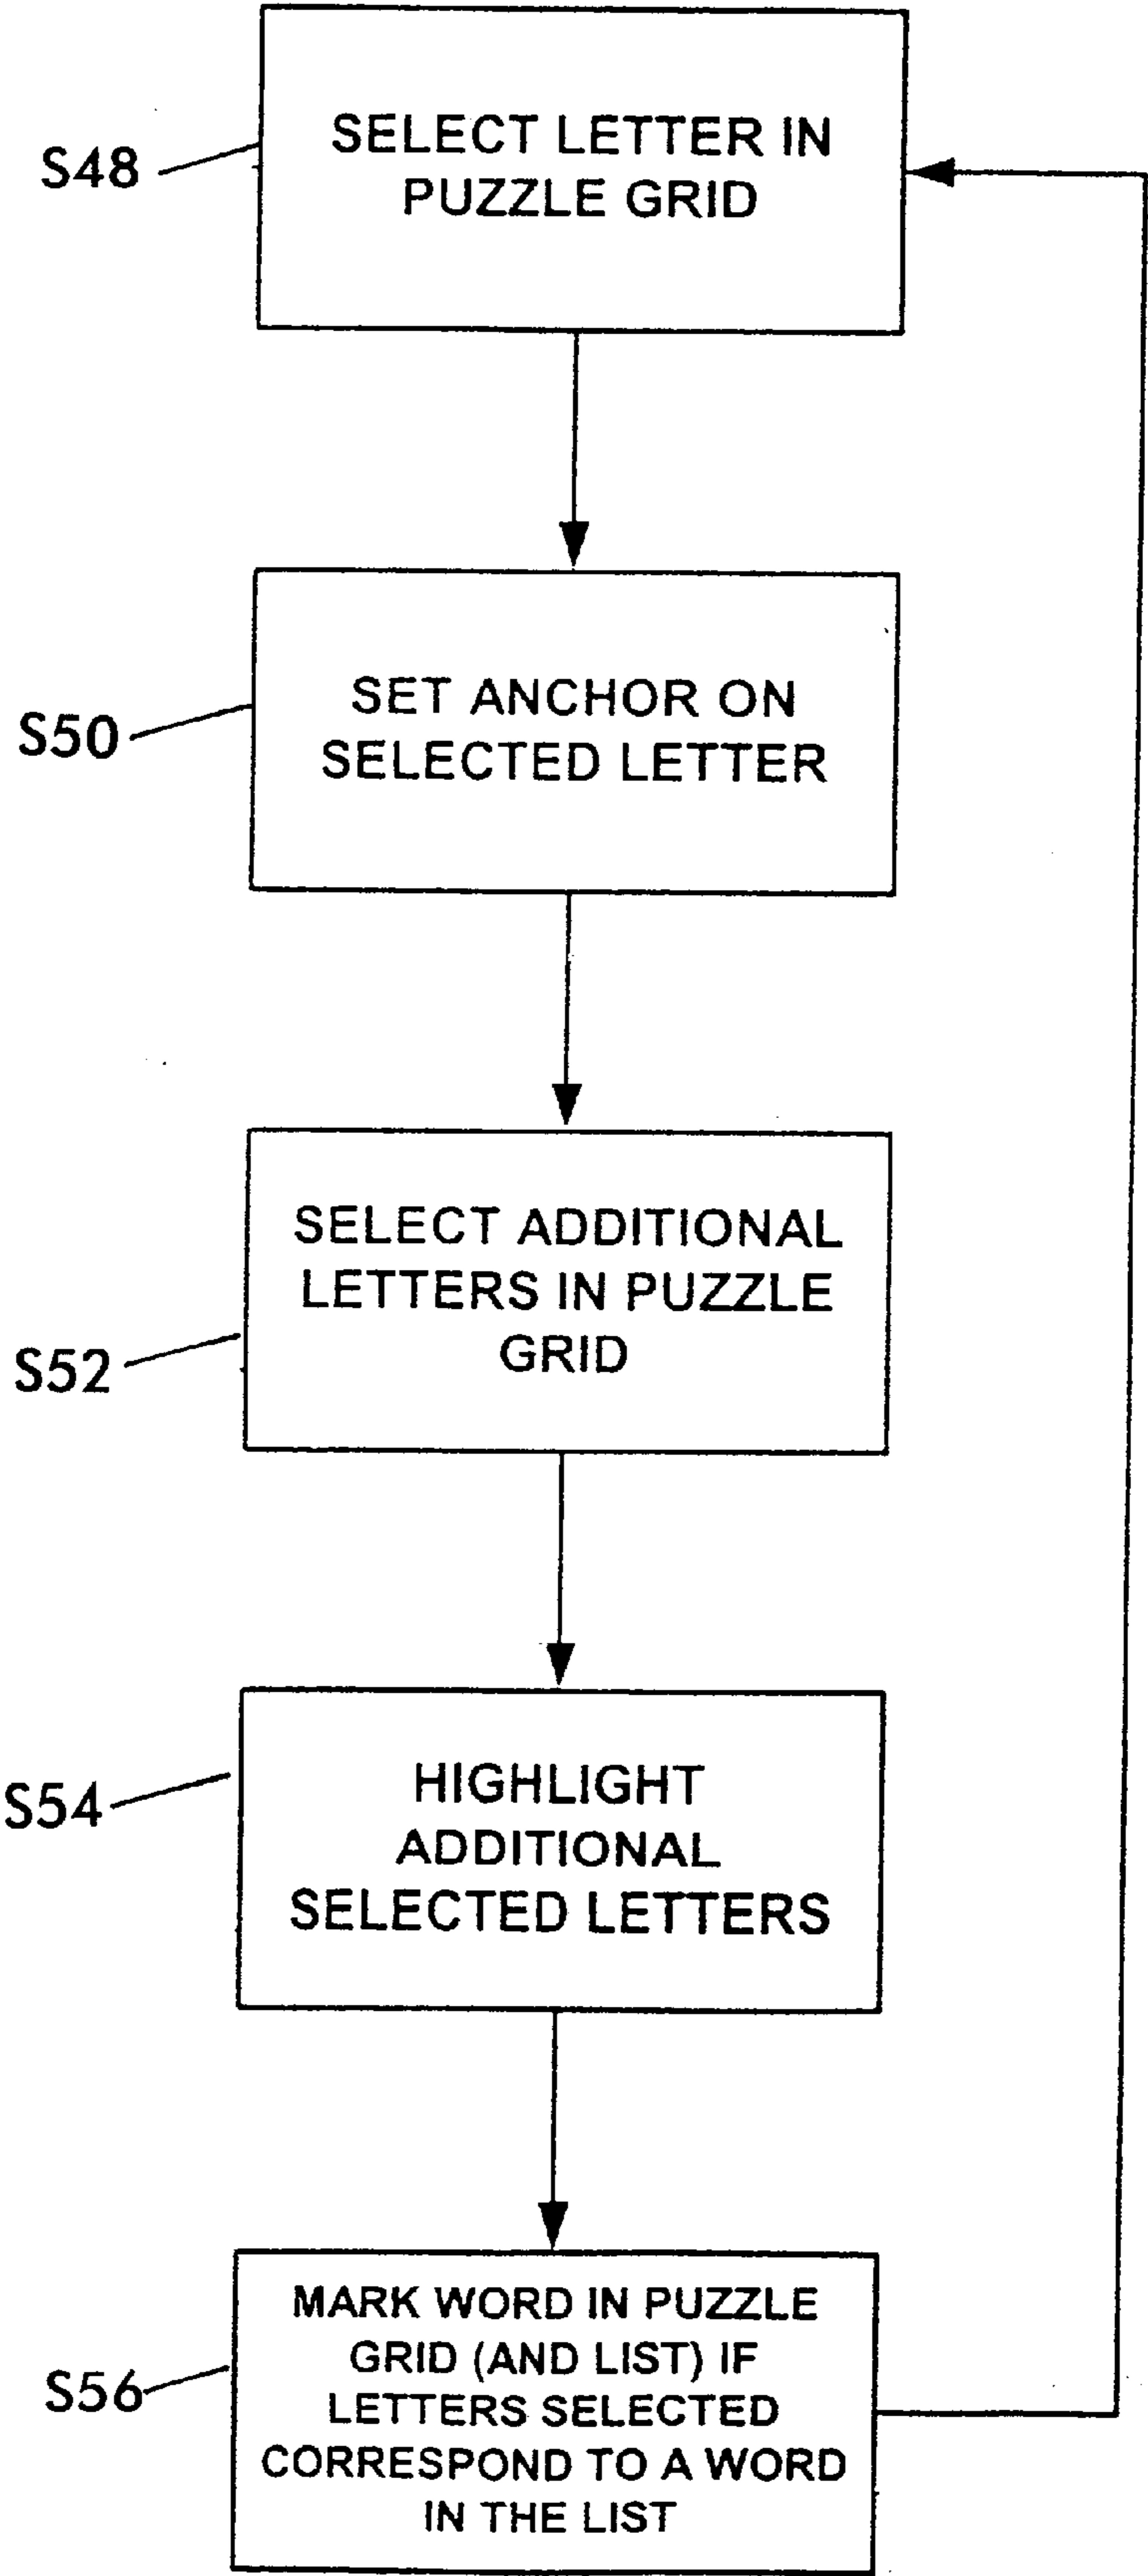 S48
SELECT LETTER IN
PUZZLE GRID
S50
SET ANCHOR ON
SELECTED LETTER
S52
SELECT ADDITIONAL
LETTERS IN PUZZLE
GRID
S54
HIGHLIGHT
ADDITIONAL
SELECTED LETTERS
S56
MARK WORD IN PUZZLE
GRID (AND LIST) IF
LETTERS SELECTED
CORRESPOND TO A WORD
IN THE LIST